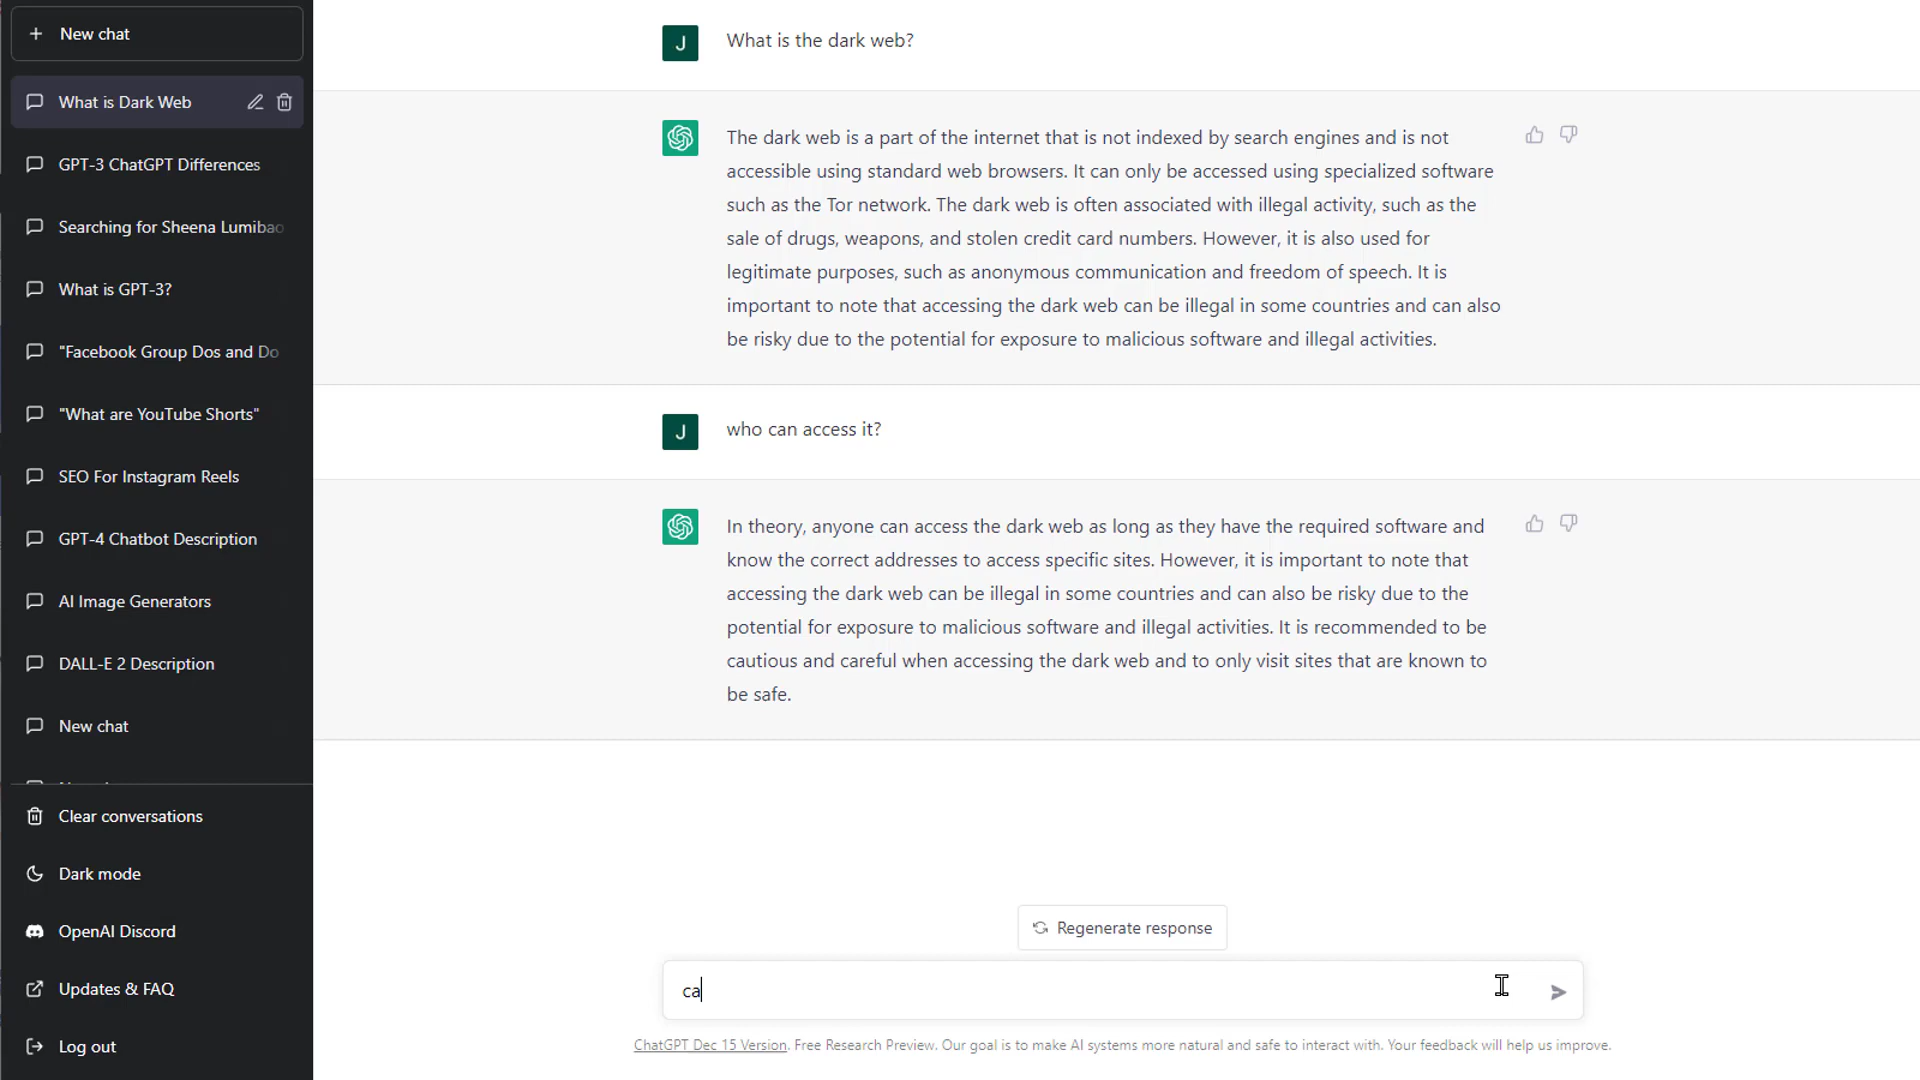 New chat
What is Dark Web
GPT-3 ChatGPT Differences
Searching for Sheena Lumibao
What is GPT-3?
"Facebook Group Dos and Do
"What are YouTube Shorts"
SEO For Instagram Reels
GPT-4 Chatbot Description
AI Image Generators
DALL-E 2 Description
New chat
Clear conversations
Dark mode
OpenAI Discord
Updates & FAQ
Log out
J
What is the dark web?
The dark web is a part of the internet that is not indexed by search engines and is not
accessible using standard web browsers. It can only be accessed using specialized software
such as the Tor network. The dark web is often associated with illegal activity, such as the
sale of drugs, weapons, and stolen credit card numbers. However, it is also used for
legitimate purposes, such as anonymous communication and freedom of speech. It is
important to note that accessing the dark web can be illegal in some countries and can also
be risky due to the potential for exposure to malicious software and illegal activities.
J
who can access it?
In theory, anyone can access the dark web as long as they have the required software and
know the correct addresses to access specific sites. However, it is important to note that
accessing the dark web can be illegal in some countries and can also be risky due to the
potential for exposure to malicious software and illegal activities. It is recommended to be
cautious and careful when accessing the dark web and to only visit sites that are known to
be safe.
Regenerate response
ca
ChatGPT Dec 15 Version. Free Research Preview. Our goal is to make AI systems more natural and safe to interact with. Your feedback will help us improve.